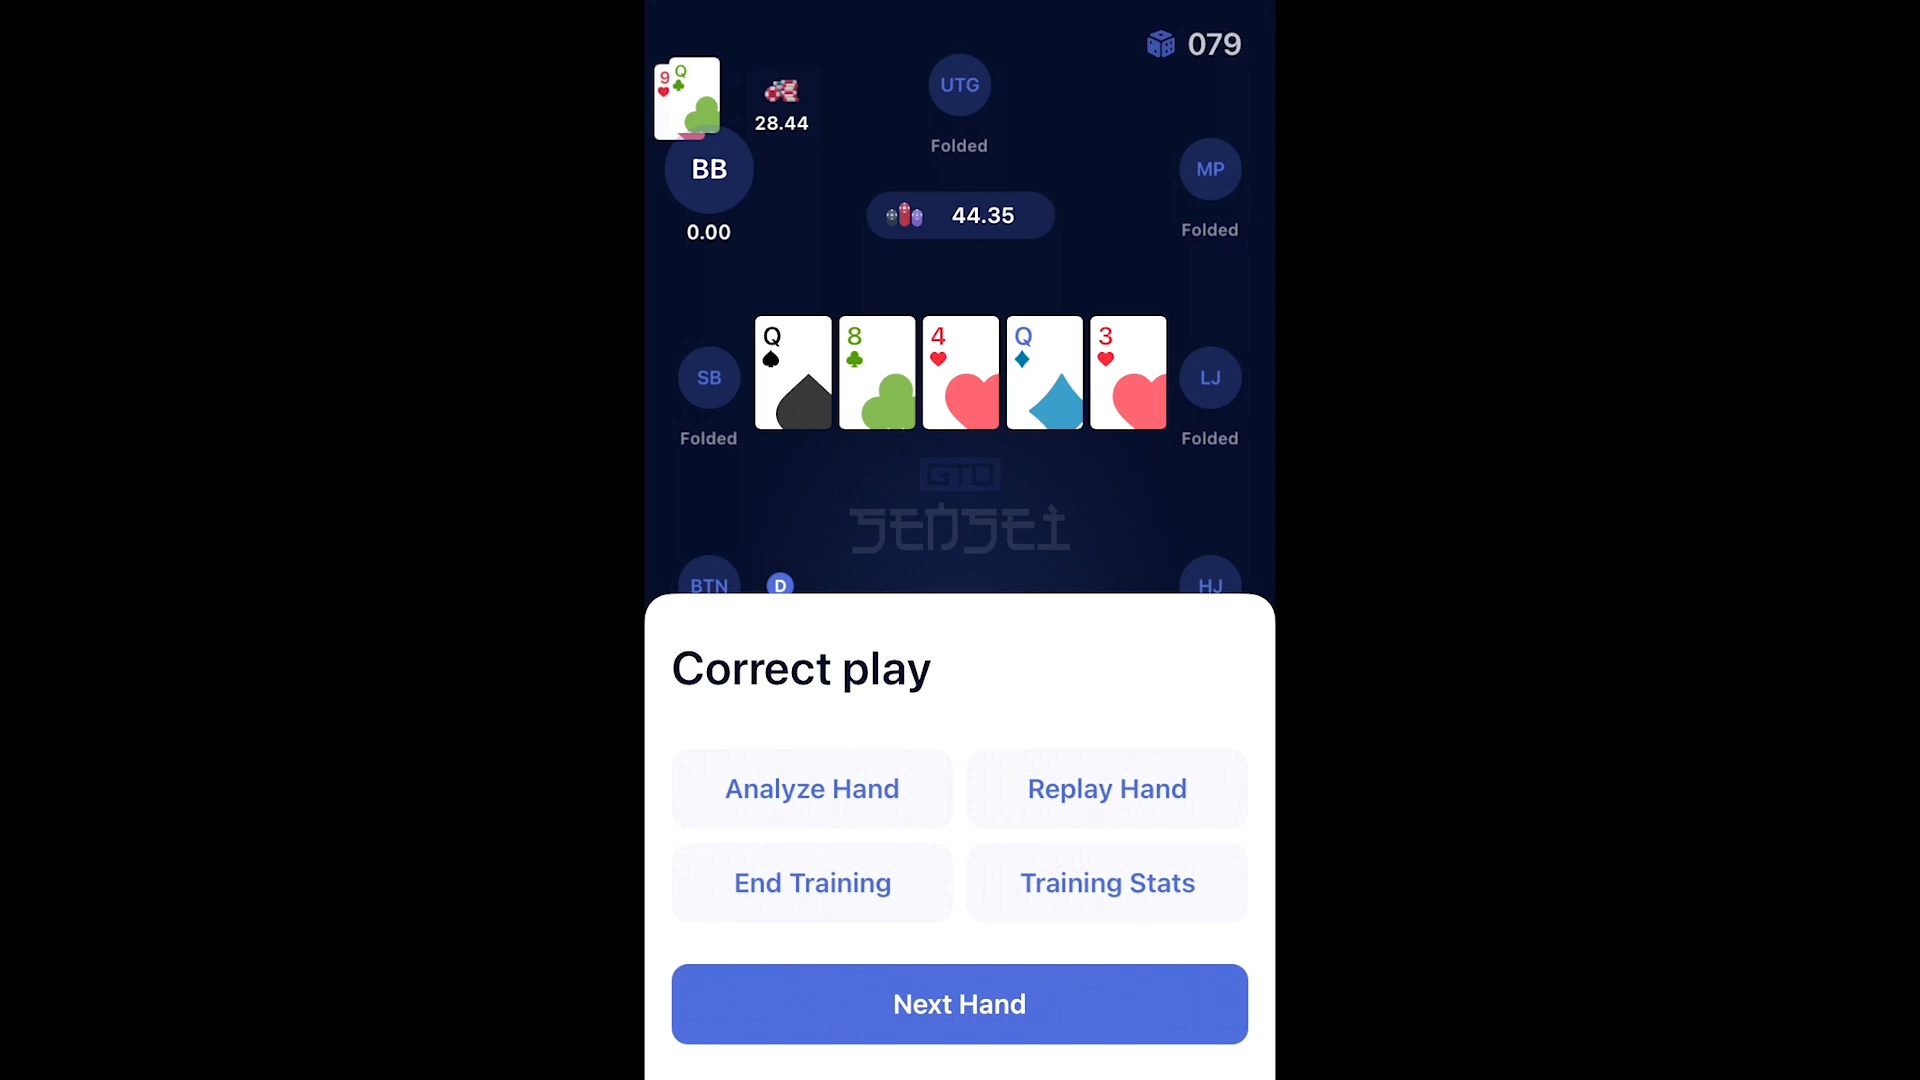 079
9 Q
28.44
UTG
Folded
BB
0.00
MP
Folded
44.35
Q 8 4 Q 3
SB
Folded
LJ
Folded
GTO
SENSEI
BTN
D
HJ
Correct play
Analyze Hand
Replay Hand
End Training
Training Stats
Next Hand